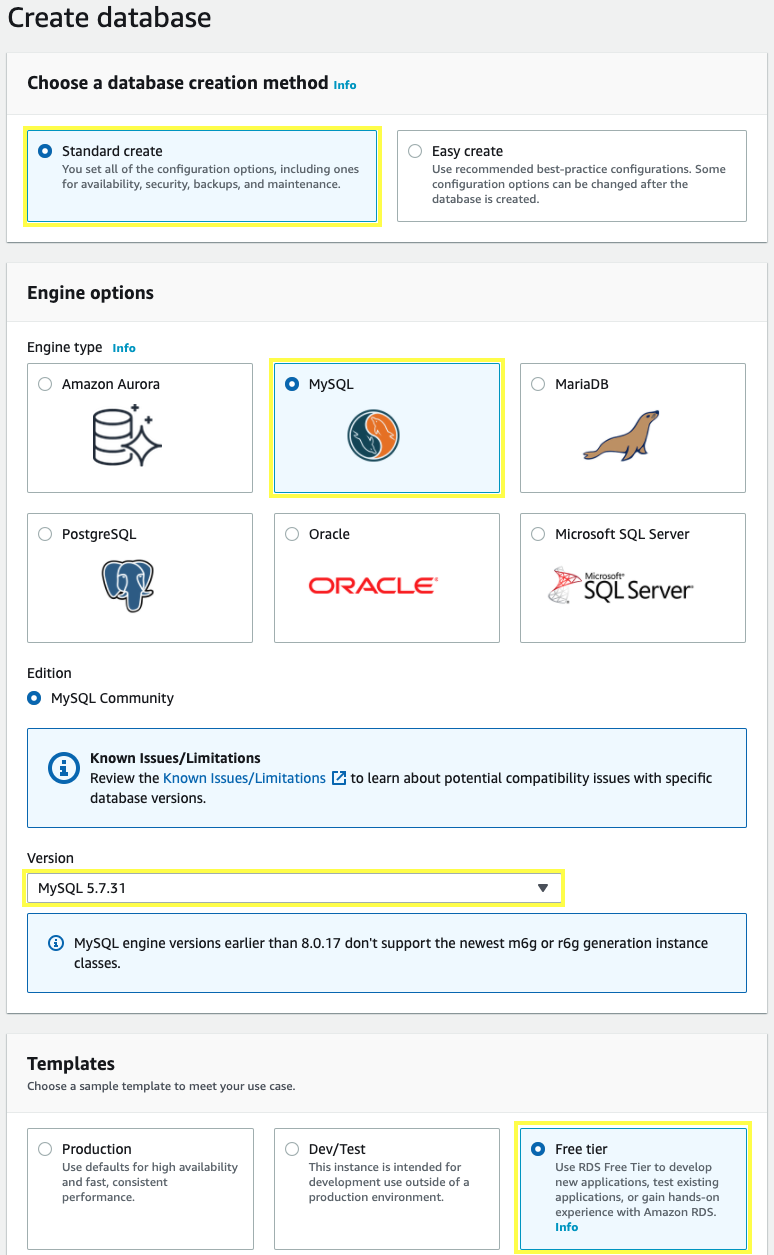 Create database
Choose a database creation method Info
Standard create
You set all of the configuration options, including ones
for availability, security, backups, and maintenance.
Easy create
Use recommended best-practice configurations. Some
configuration options can be changed after the
database is created.
Engine options
Engine type Info
Amazon Aurora
MySQL
MariaDB
PostgreSQL
Oracle
ORACLE
Microsoft SQL Server
Microsoft®
SQL Server
Edition
MySQL Community
Known Issues/Limitations
Review the Known Issues/Limitations to learn about potential compatibility issues with specific
database versions.
Version
MySQL 5.7.31
MySQL engine versions earlier than 8.0.17 don't support the newest m6g or r6g generation instance
classes.
Templates
Choose a sample template to meet your use case.
Production
Use defaults for high availability
and fast, consistent
performance.
Dev/Test
This instance is intended for
development use outside of a
production environment.
Free tier
Use RDS Free Tier to develop
new applications, test existing
applications, or gain hands-on
experience with Amazon RDS.
Info